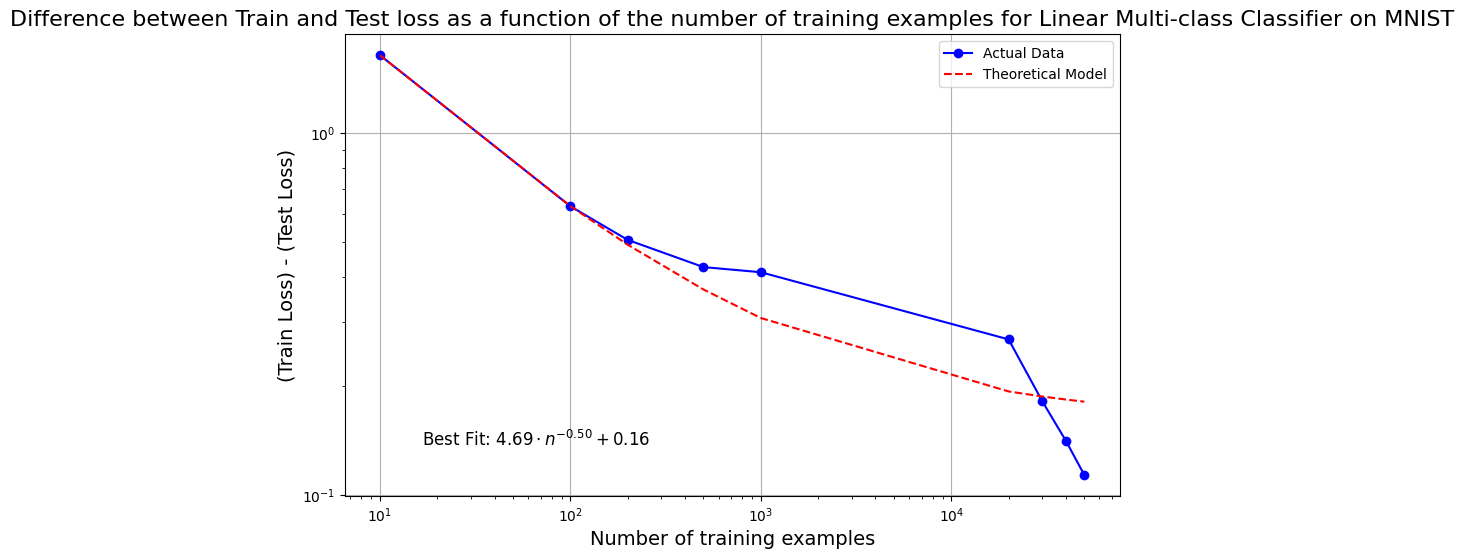 Difference between Train and Test loss as a function of the number of training examples for Linear Multi-class Classifier on MNIST
Actual Data
Theoretical Model
(Train Loss) - (Test Loss)
10⁰
10⁻¹
Best Fit: 4.69 · n⁻⁰·⁵⁰ + 0.16
10¹ 10² 10³ 10⁴
Number of training examples